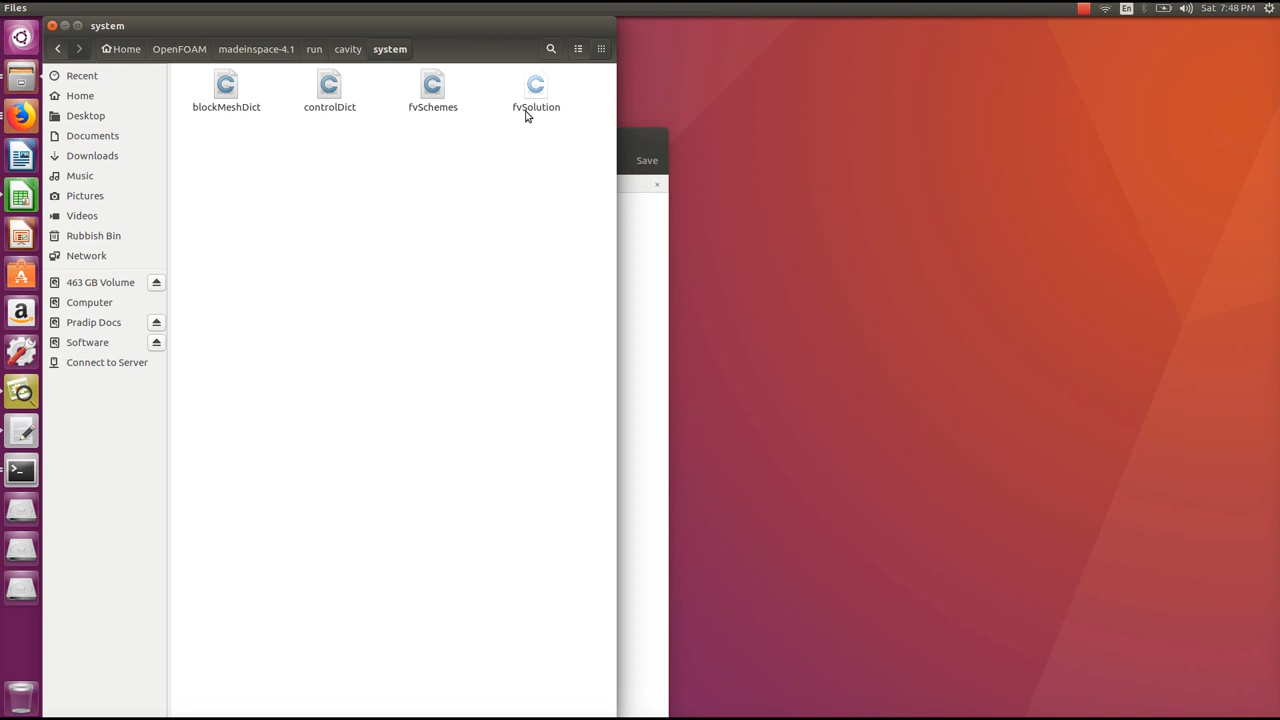 Files
En
Sat 7:48 PM
system
Home
OpenFOAM
madeinspace-4.1
run
cavity
system
Recent
Home
Desktop
Documents
Downloads
Music
Pictures
Videos
Rubbish Bin
Network
463 GB Volume
Computer
Pradip Docs
Software
Connect to Server
blockMeshDict
controlDict
fvSchemes
fvSolution
Save